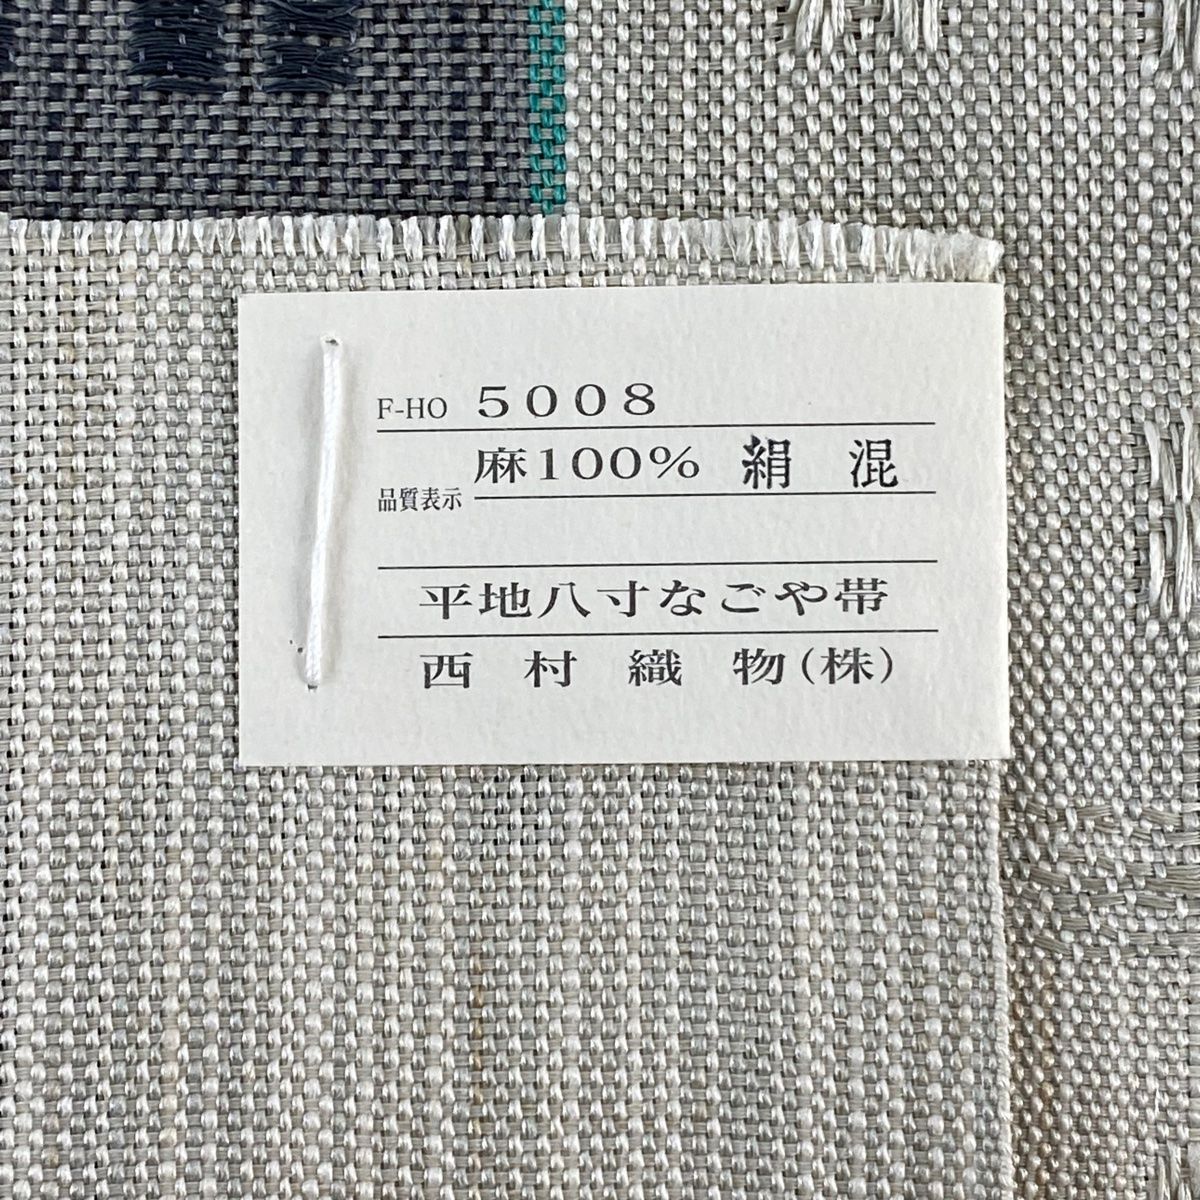 F-HO 5008
麻100% 絹 混
品質表示
平地八寸なごや帯
西 村 織 物(株)